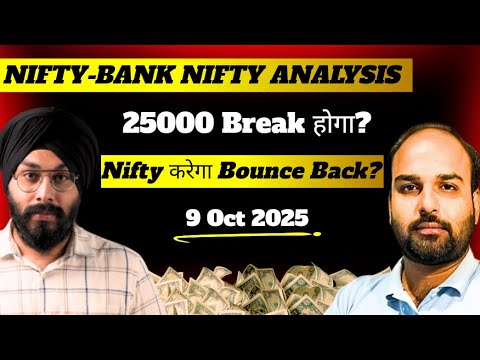 NIFTY-BANK NIFTY ANALYSIS
25000 Break होगा?
Nifty करेगा Bounce Back?
9 Oct 2025